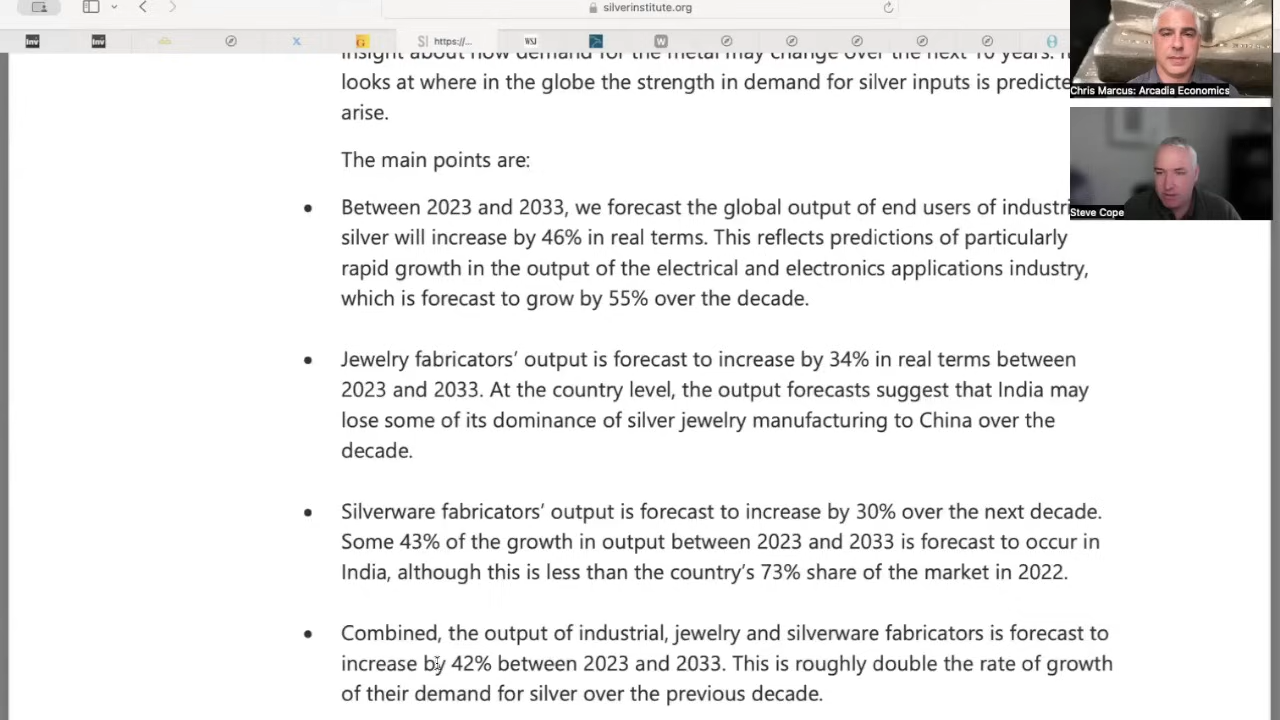 silverinstitute.org
Inv
Inv
X
G
S|
https://...
WSJ
W
insight about how demand for the metal may change over the next 10 years. It
looks at where in the globe the strength in demand for silver inputs is predicte
arise.
Chris Marcus: Arcadia Economics
The main points are:
Steve Cope
• Between 2023 and 2033, we forecast the global output of end users of industri
silver will increase by 46% in real terms. This reflects predictions of particularly
rapid growth in the output of the electrical and electronics applications industry,
which is forecast to grow by 55% over the decade.
• Jewelry fabricators’ output is forecast to increase by 34% in real terms between
2023 and 2033. At the country level, the output forecasts suggest that India may
lose some of its dominance of silver jewelry manufacturing to China over the
decade.
• Silverware fabricators’ output is forecast to increase by 30% over the next decade.
Some 43% of the growth in output between 2023 and 2033 is forecast to occur in
India, although this is less than the country’s 73% share of the market in 2022.
• Combined, the output of industrial, jewelry and silverware fabricators is forecast to
increase by 42% between 2023 and 2033. This is roughly double the rate of growth
of their demand for silver over the previous decade.